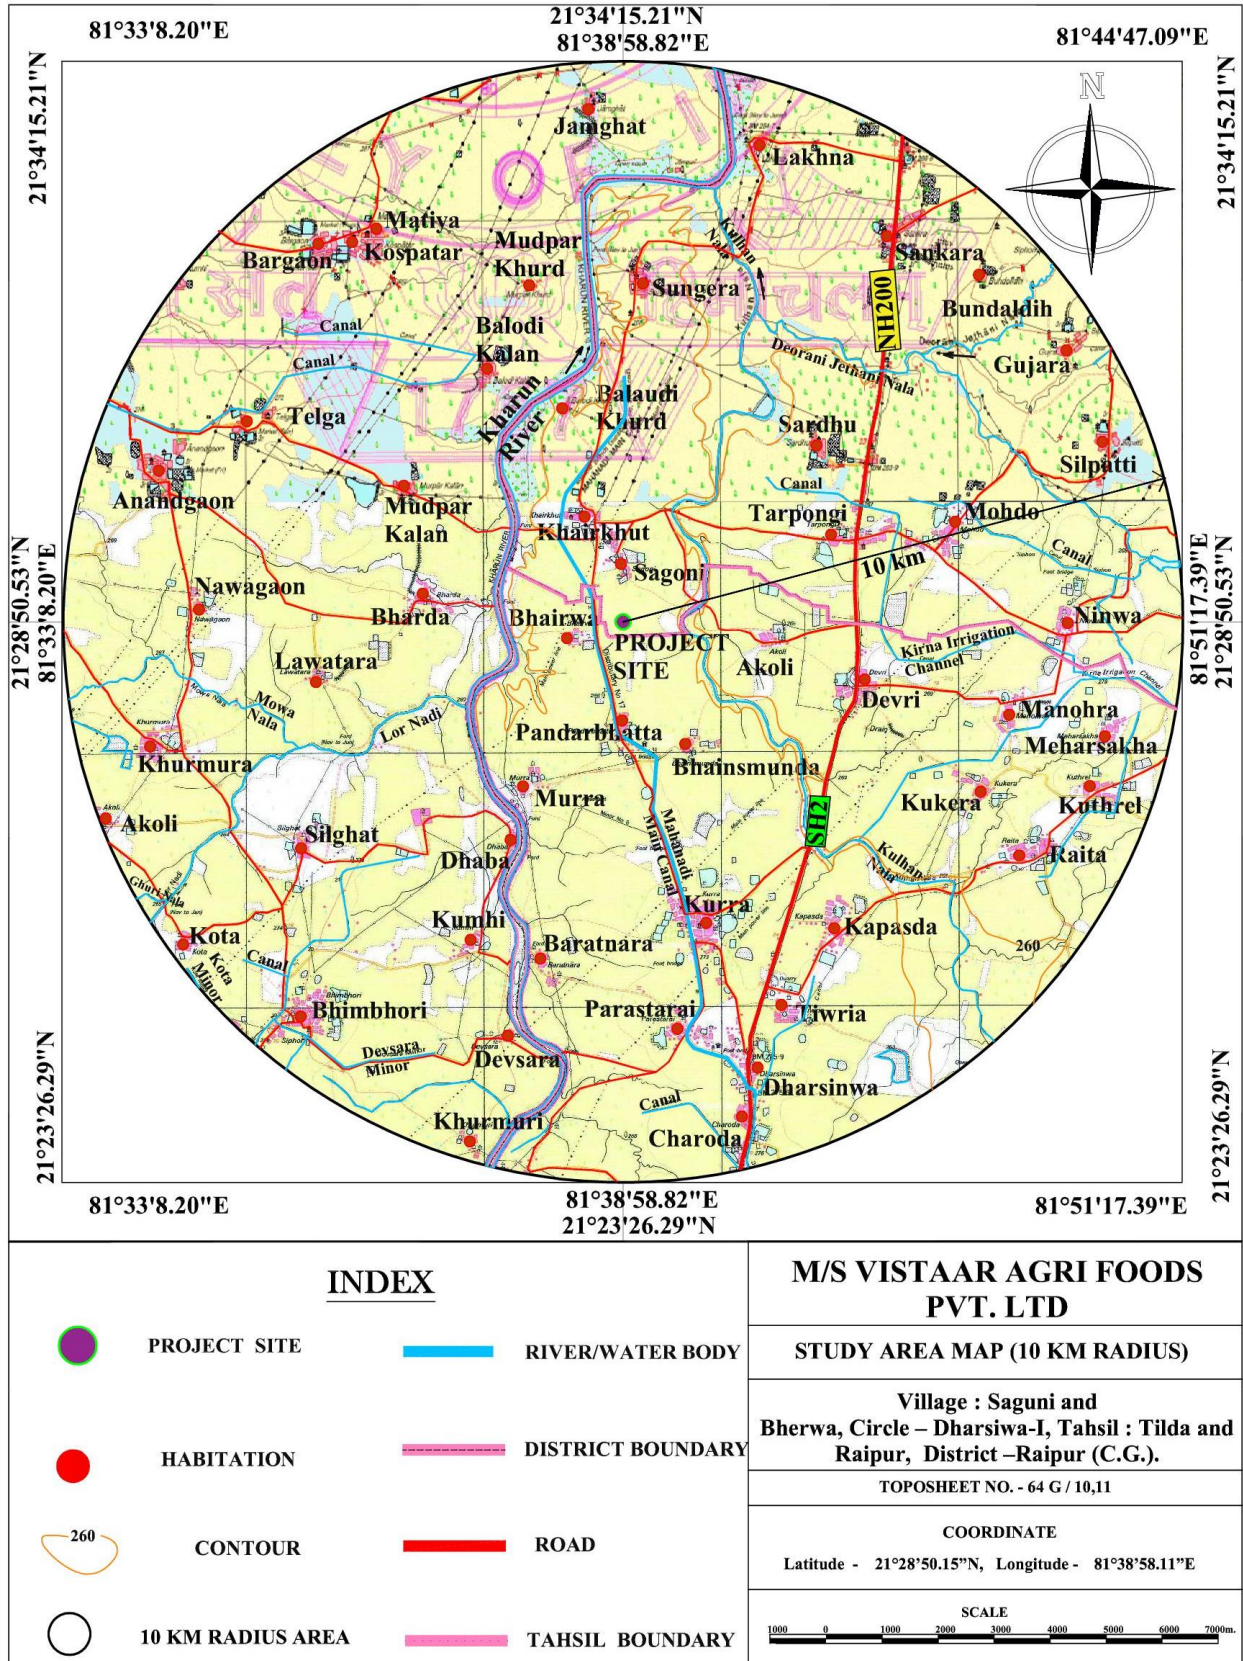 21°34'15.21"N
81°33'8.20"E
81°38'58.82"E
81°44'47.09"E
21°34'15.21"N
21°34'15.21"N
N
Jamghat
Lakhna
Matiya
Kospatar
Bargaon
Mudpar
Khurd
Kulhan
Nala
Sankara
Sungera
Bundaldih
NH200
Canal
Balodi
Kalan
Canal
Deorani Jethani Nala
Gujara
Kharun
River
KHARUN RIVER
Balaudi
Khurd
Telga
Sardhu
Silpatti
Anandgaon
Mudpar
Kalan
Canal
Tarpongi
Mohdo
Khairkhut
Canal
Sagoni
10 km
21°28'50.53"N
81°33'8.20"E
81°51'17.39"E
21°28'50.53"N
Nawagaon
Bharda
Bhairwa
Ninwa
PROJECT
SITE
Akoli
Kirna Irrigation
Channel
Lawatara
Devri
Mowa
Nala
Lor Nadi
Manohra
Pandarbhatta
Meharsakha
Khurmura
Bhainsmunda
Murra
Kukera
Kuthrel
Akoli
Silghat
SH2
Mahanadi
Main Canal
Dhaba
Kulhan
Nala
Raita
Kurra
Kumhi
Kapasda
Kota
Baratnara
260
Kota
Minor
Canal
Bhimbhori
Parastarai
Tiwria
Devsara
Minor
Devsara
Dharsinwa
Canal
Khurmuri
Charoda
21°23'26.29"N
21°23'26.29"N
81°33'8.20"E
81°38'58.82"E
81°51'17.39"E
21°23'26.29"N
INDEX
PROJECT SITE
RIVER/WATER BODY
HABITATION
DISTRICT BOUNDARY
260
CONTOUR
ROAD
10 KM RADIUS AREA
TAHSIL BOUNDARY
M/S VISTAAR AGRI FOODS
PVT. LTD
STUDY AREA MAP (10 KM RADIUS)
Village : Saguni and
Bherwa, Circle – Dharsiwa-I, Tahsil : Tilda and
Raipur, District –Raipur (C.G.).
TOPOSHEET NO. - 64 G / 10,11
COORDINATE
Latitude - 21°28'50.15”N, Longitude - 81°38’58.11”E
SCALE
1000 0 1000 2000 3000 4000 5000 6000 7000m.